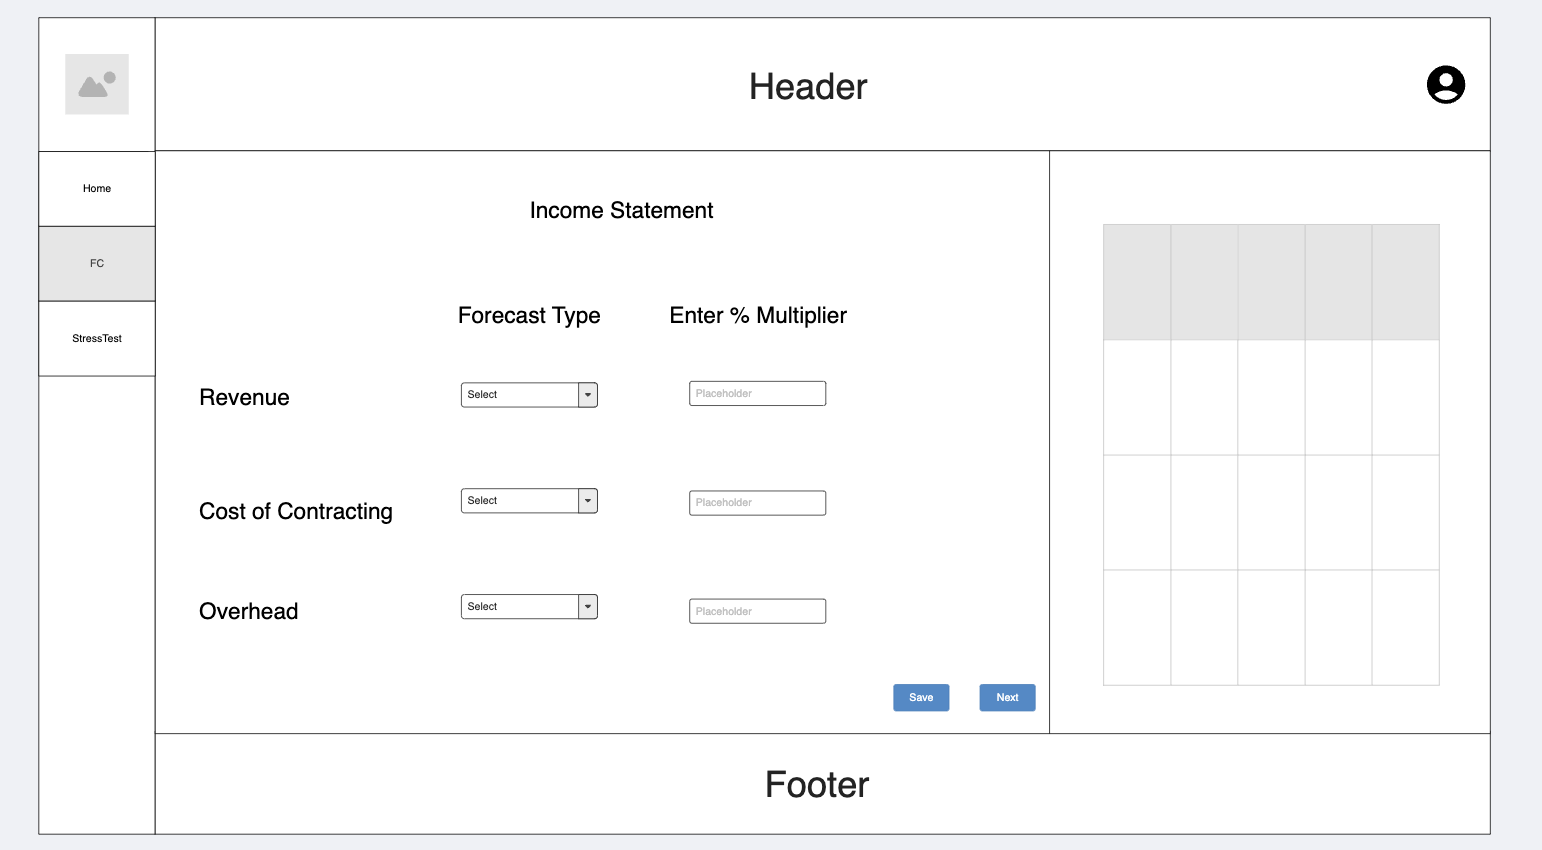 Header
Home
FC
StressTest
Income Statement
Forecast Type Enter % Multiplier
Revenue Select Placeholder
Cost of Contracting Select Placeholder
Overhead Select Placeholder
Save Next
Footer